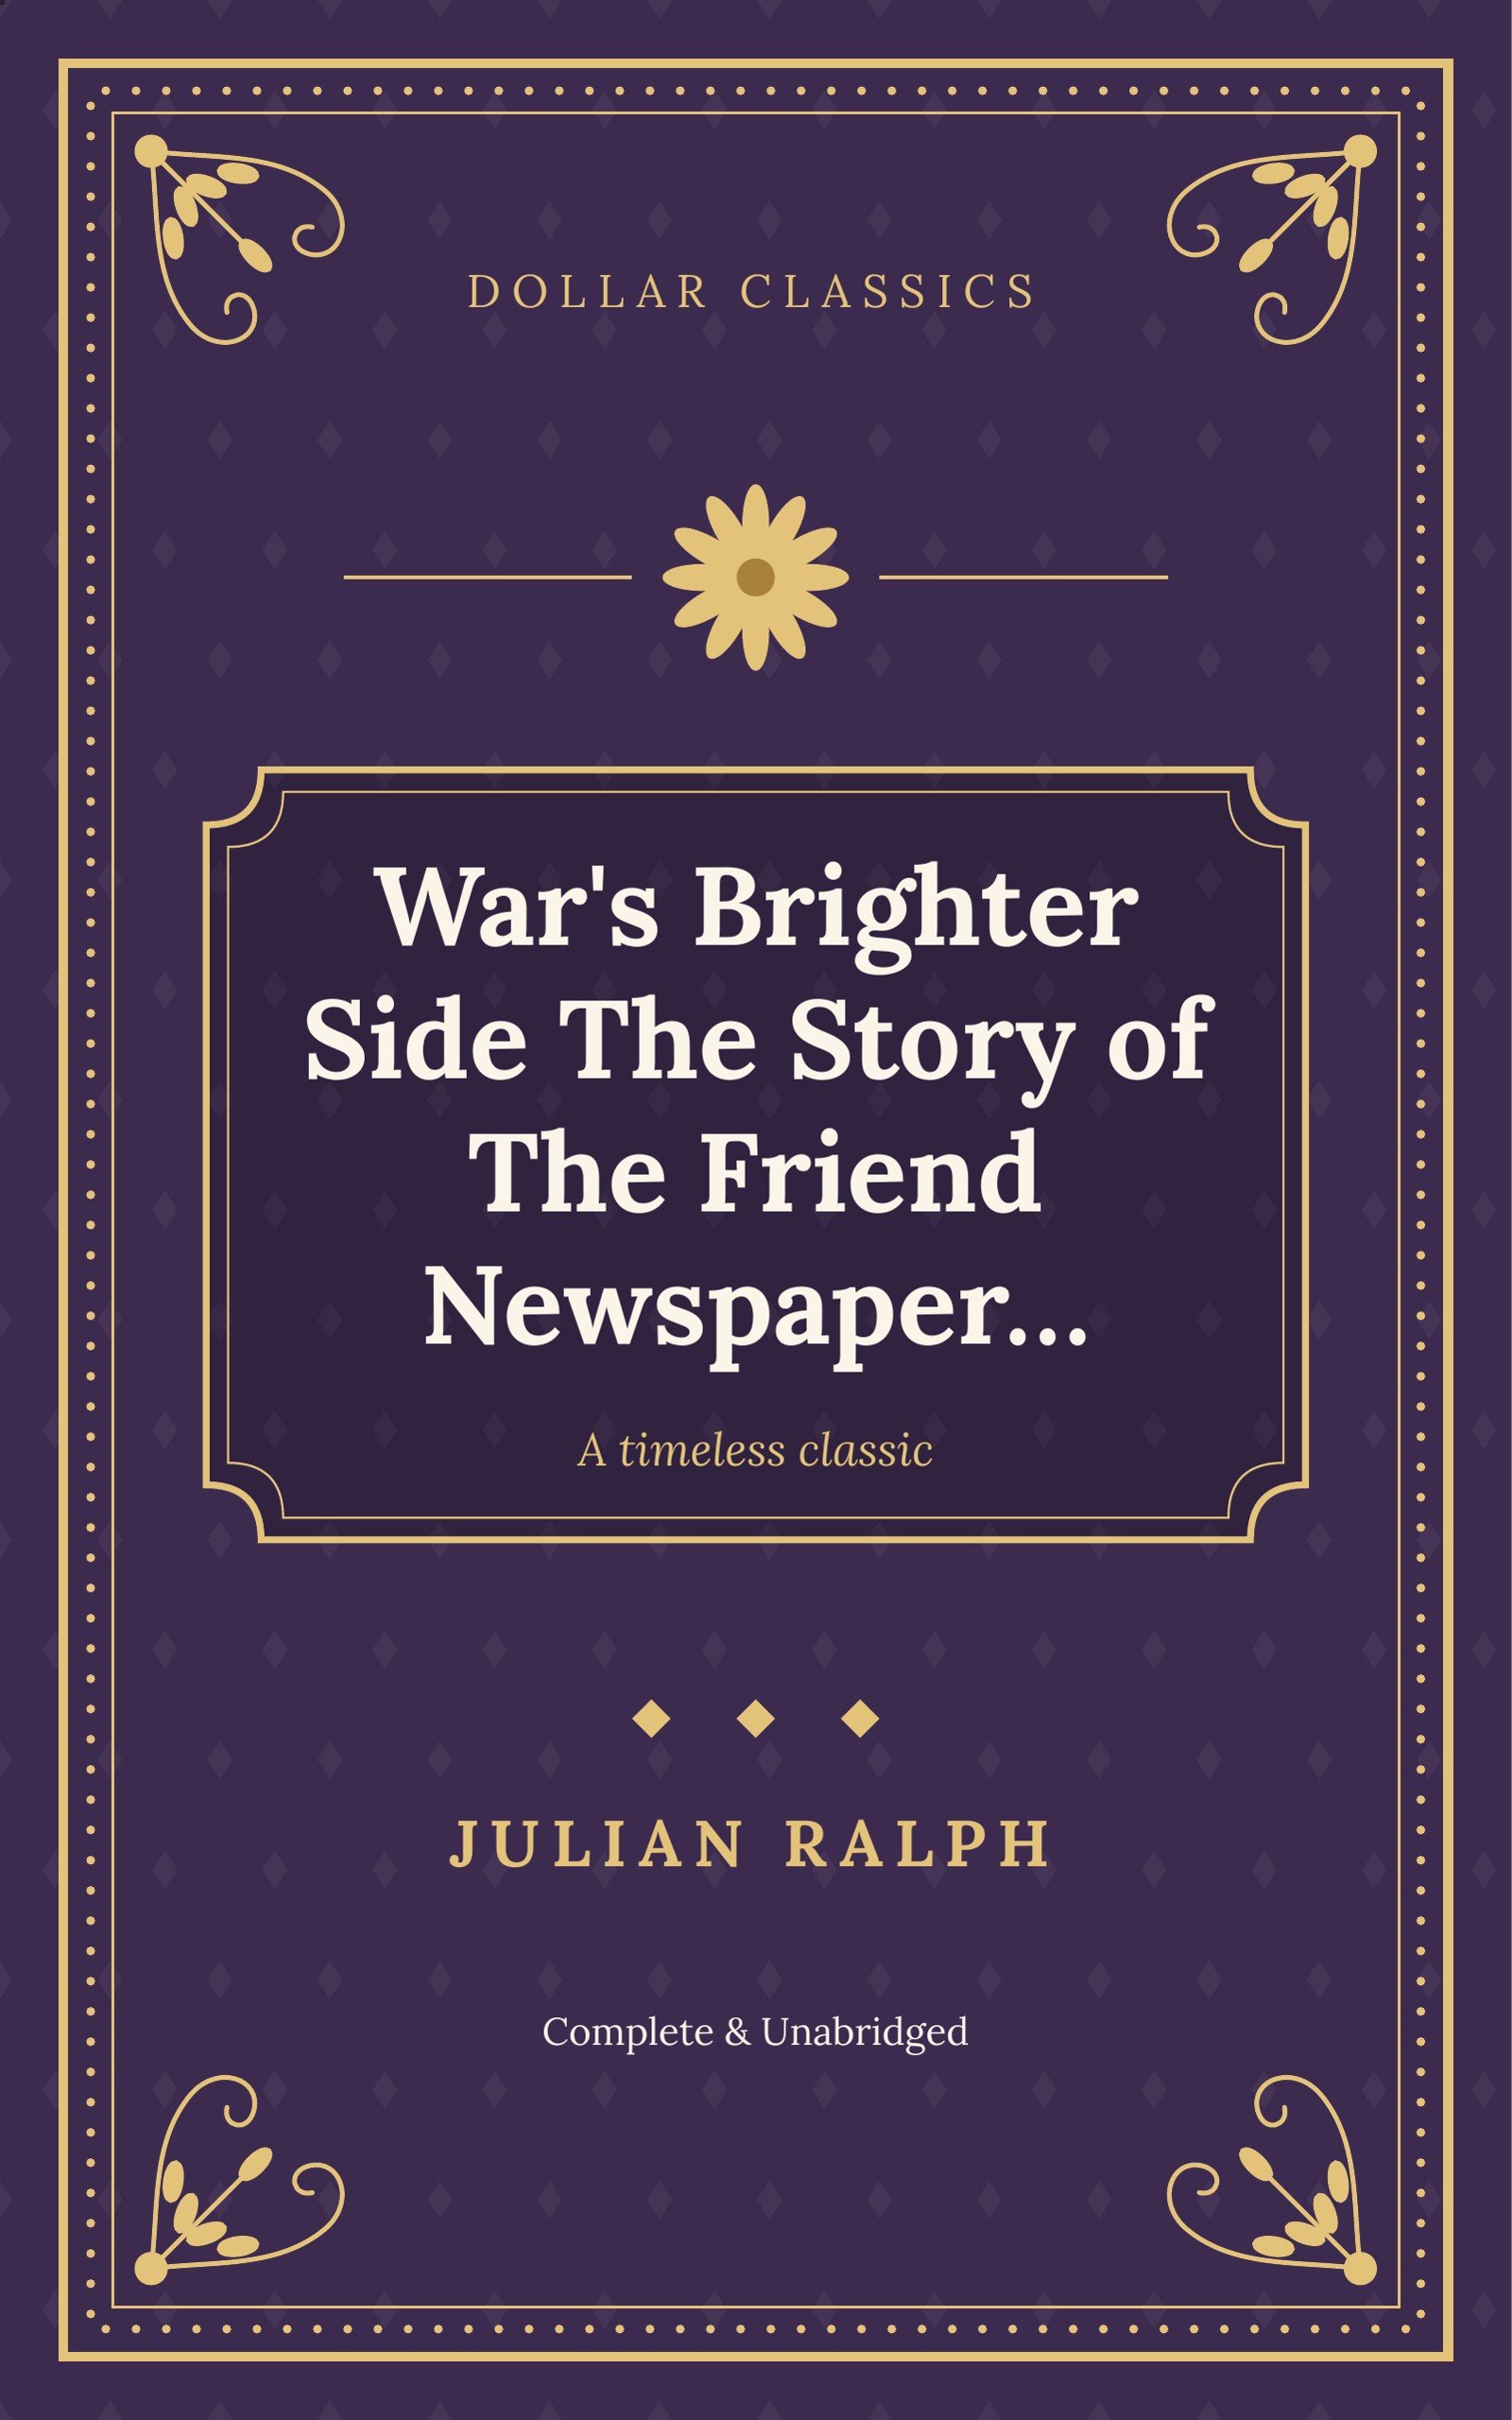 DOLLAR CLASSICS
War's Brighter
Side The Story of
The Friend
Newspaper...
A timeless classic
JULIAN RALPH
Complete & Unabridged